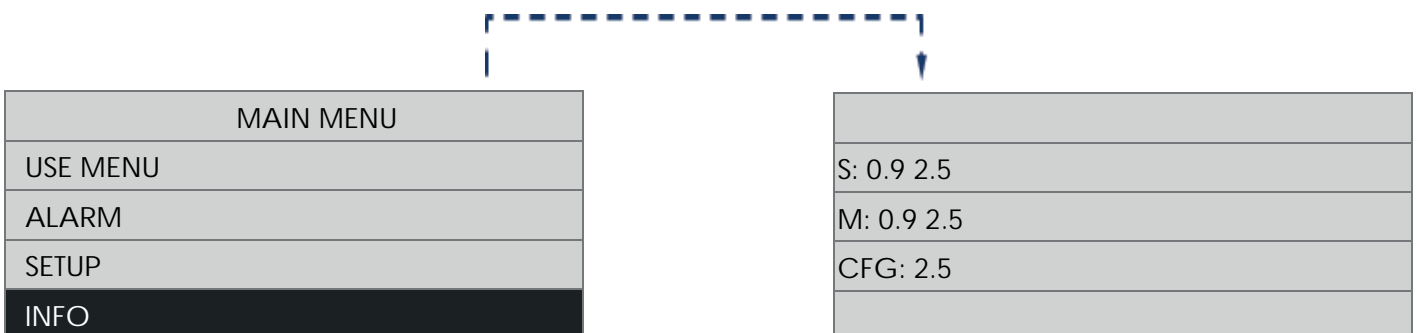 MAIN MENU
USE MENU
ALARM
SETUP
INFO
S: 0.9 2.5
M: 0.9 2.5
CFG: 2.5